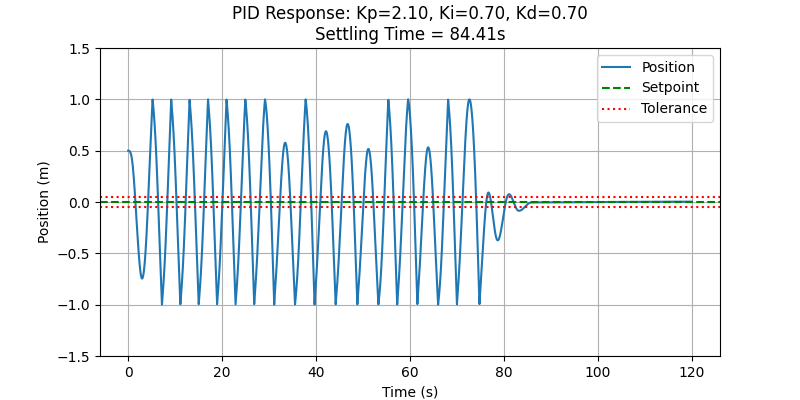 PID Response: Kp=2.10, Ki=0.70, Kd=0.70
Settling Time = 84.41s
1.5
1.0
0.5
0.0
−0.5
−1.0
−1.5
Position (m)
Position
Setpoint
Tolerance
0
20
40
60
80
100
120
Time (s)